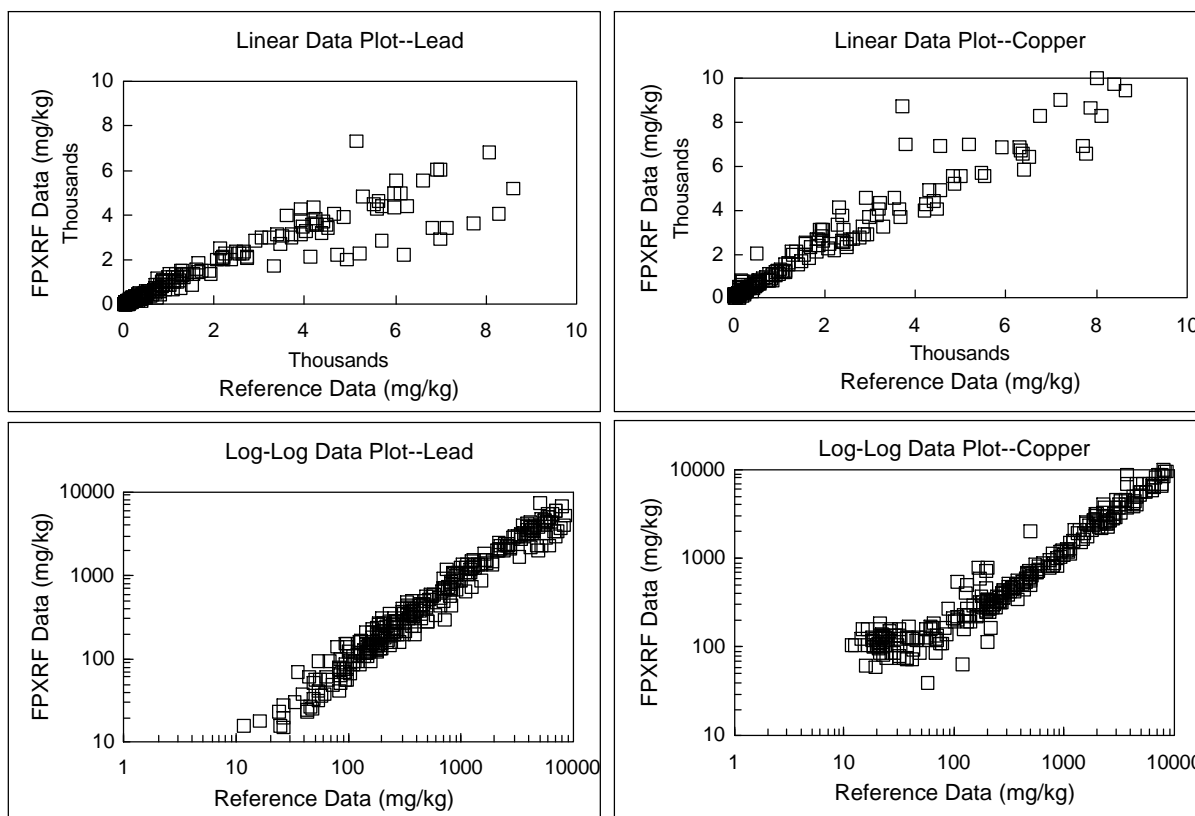 Linear Data Plot--Lead
FPXRF Data (mg/kg)
Thousands
10
8
6
4
2
0
0 2 4 6 8 10
Thousands
Reference Data (mg/kg)
Linear Data Plot--Copper
FPXRF Data (mg/kg)
Thousands
10
8
6
4
2
0
0 2 4 6 8 10
Thousands
Reference Data (mg/kg)
Log-Log Data Plot--Lead
FPXRF Data (mg/kg)
10000
1000
100
10
1 10 100 1000 10000
Reference Data (mg/kg)
Log-Log Data Plot--Copper
FPXRF Data (mg/kg)
10000
1000
100
10
1 10 100 1000 10000
Reference Data (mg/kg)